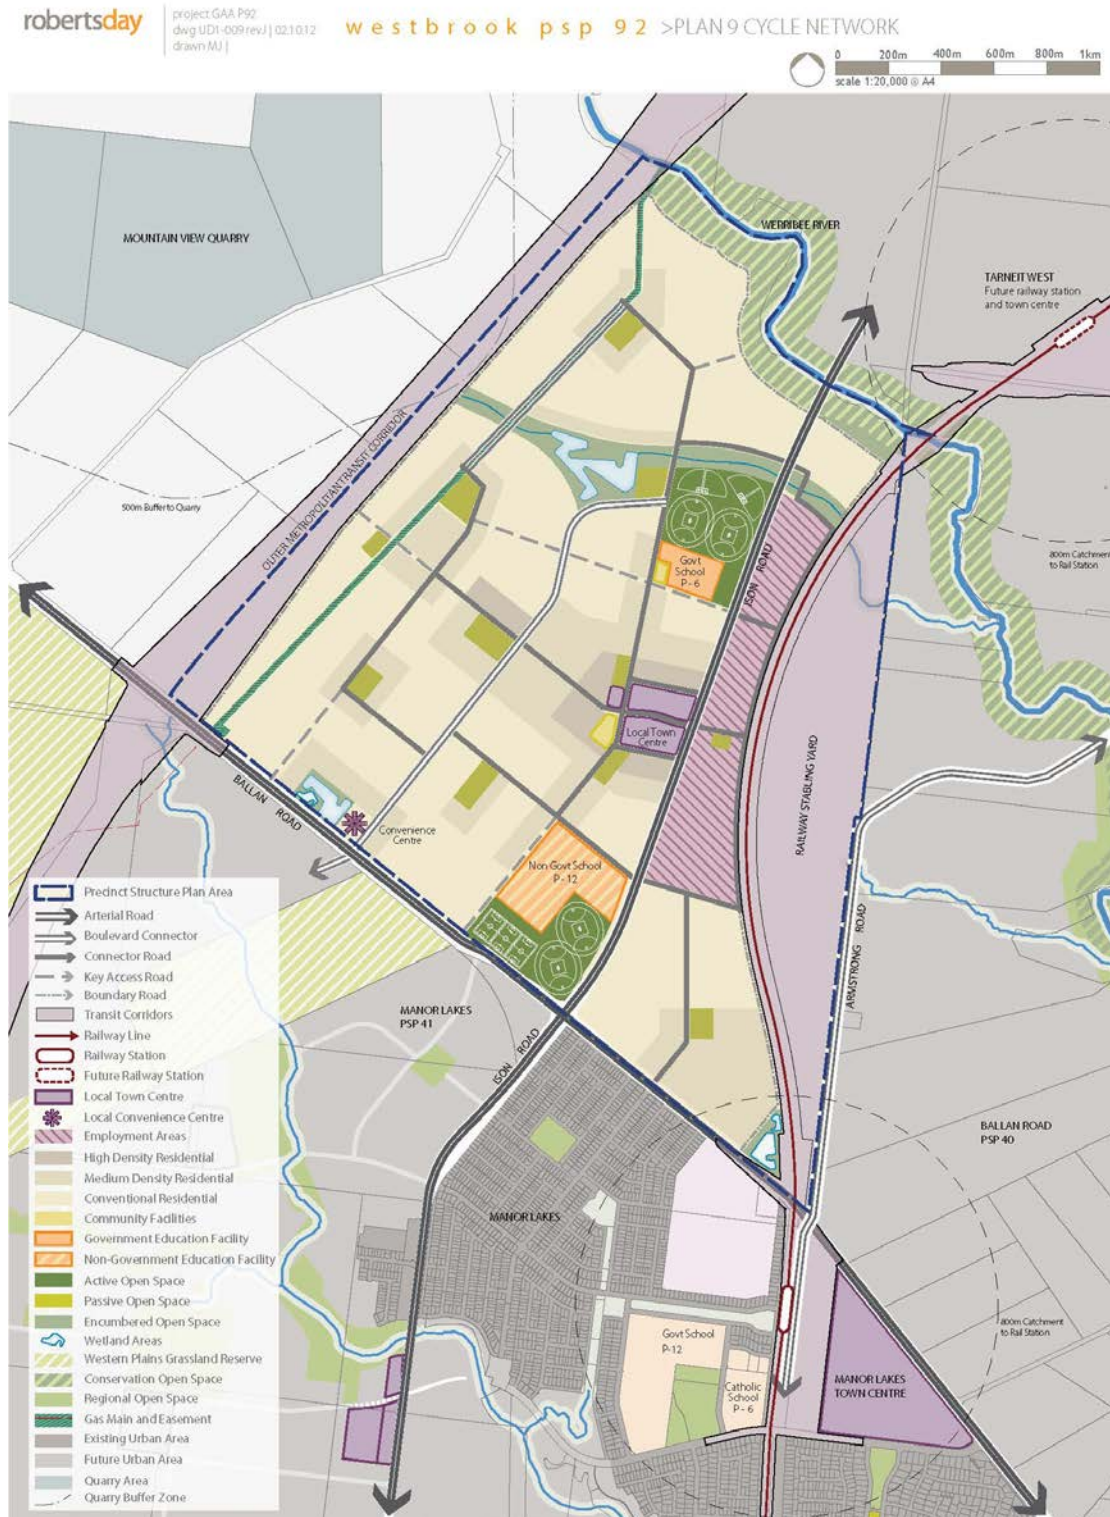 robertsday
project GAA P92
dwg UD1-009 rev J | 02.10.12
drawn MJ |
westbrook psp 92 >PLAN 9 CYCLE NETWORK
0 200m 400m 600m 800m 1km
scale 1:20,000 @ A4
MOUNTAIN VIEW QUARRY
WERRIBEE RIVER
TARNEIT WEST
Future railway station
and town centre
OUTER METROPOLITAN TRANSIT CORRIDOR
500m Buffer to Quarry
800m Catchment
to Rail Station
ISON ROAD
Govt
School
P - 6
Local Town
Centre
RAILWAY STABLING YARD
BALLAN ROAD
Convenience
Centre
Non Govt School
P - 12
ARMSTRONG ROAD
MANOR LAKES
PSP 41
ISON ROAD
BALLAN ROAD
PSP 40
MANOR LAKES
800m Catchment
to Rail Station
Govt School
P-12
Catholic
School
P - 6
MANOR LAKES
TOWN CENTRE
Precinct Structure Plan Area
Arterial Road
Boulevard Connector
Connector Road
Key Access Road
Boundary Road
Transit Corridors
Railway Line
Railway Station
Future Railway Station
Local Town Centre
Local Convenience Centre
Employment Areas
High Density Residential
Medium Density Residential
Conventional Residential
Community Facilities
Government Education Facility
Non-Government Education Facility
Active Open Space
Passive Open Space
Encumbered Open Space
Wetland Areas
Western Plains Grassland Reserve
Conservation Open Space
Regional Open Space
Gas Main and Easement
Existing Urban Area
Future Urban Area
Quarry Area
Quarry Buffer Zone